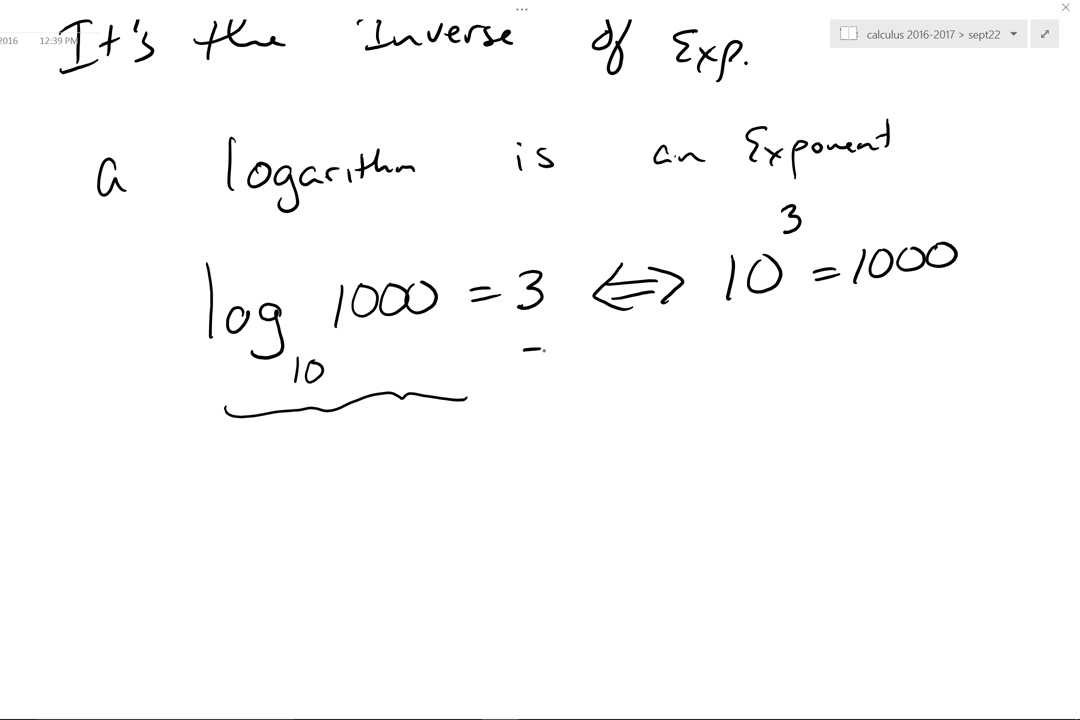 2016 12:39 PM
calculus 2016-2017 > sept22
It's the Inverse of Exp.
a logarithm is an Exponent
log₁₀ 1000 = 3 ⟺ 10³ = 1000